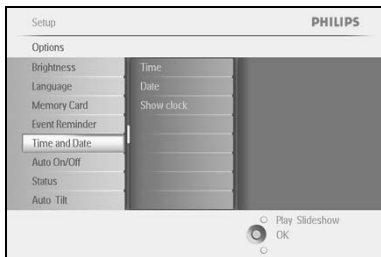 Setup PHILIPS
Options
Brightness Time
Language Date
Memory Card Show clock
Event Reminder
Time and Date
Auto On/Off
Status
Auto Tilt
Play Slideshow
OK